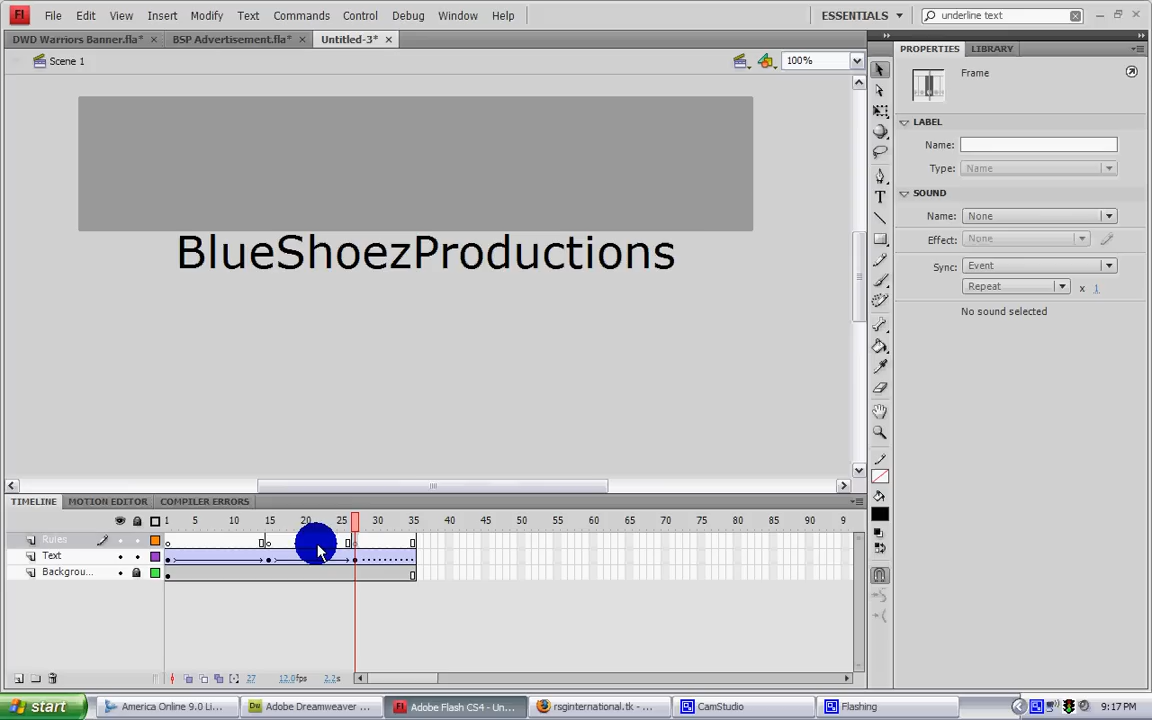 Fl File Edit View Insert Modify Text Commands Control Debug Window Help ESSENTIALS underline text
DWD Warriors Banner.fla* BSP Advertisement.fla* Untitled-3*
Scene 1 100%
PROPERTIES LIBRARY
Frame
LABEL
Name:
Type: Name
SOUND
Name: None
Effect: None
Sync: Event
Repeat x 1
No sound selected
BlueShoezProductions
TIMELINE MOTION EDITOR COMPILER ERRORS
1 5 10 15 20 25 30 35 40 45 50 55 60 65 70 75 80 85 90 9
Rules
Text
Backgrou...
27 12.0fps 2.2s
start America Online 9.0 Li... Adobe Dreamweaver ... Adobe Flash CS4 - Un... rsginternational.tk - ... CamStudio Flashing 9:17 PM